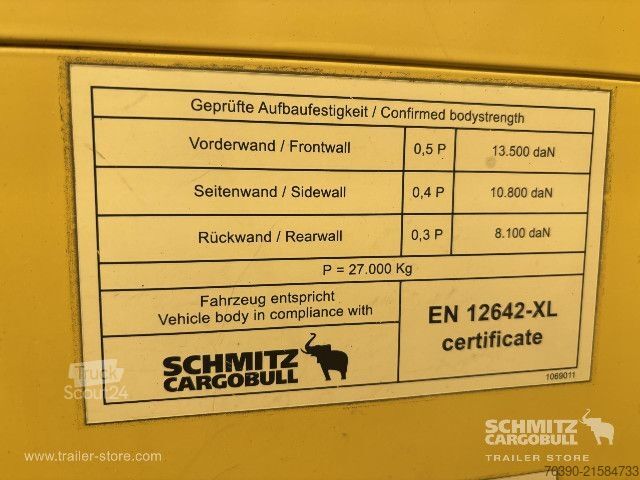 Geprüfte Aufbaufestigkeit / Confirmed bodystrength
Vorderwand / Frontwall 0,5 P 13.500 daN
Seitenwand / Sidewall 0,4 P 10.800 daN
Rückwand / Rearwall 0,3 P 8.100 daN
P = 27.000 Kg
Fahrzeug entspricht
Vehicle body in compliance with
EN 12642-XL
certificate
SCHMITZ
CARGOBULL
1069011
Truck
Scout24
www.trailer-store.com
SCHMITZ
CARGOBULL
TRAILER STORE
76390-21584733